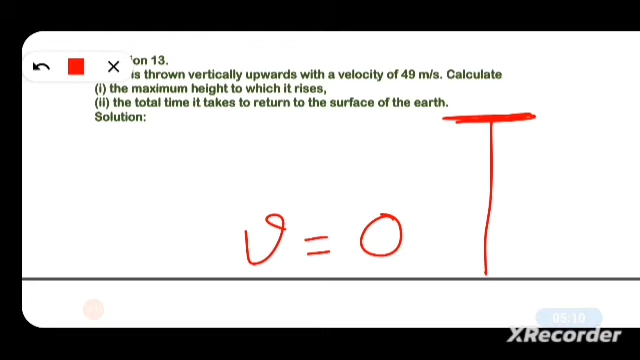 on 13.
is thrown vertically upwards with a velocity of 49 m/s. Calculate
(i) the maximum height to which it rises,
(ii) the total time it takes to return to the surface of the earth.
Solution:
v = 0
05:10
XRecorder